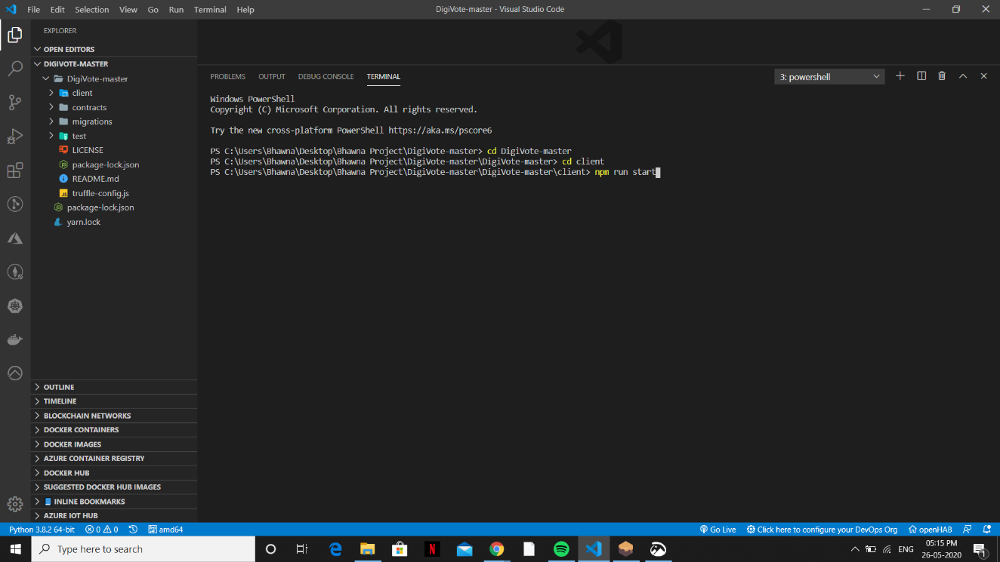 File Edit Selection View Go Run Terminal Help
DigiVote-master - Visual Studio Code
EXPLORER
OPEN EDITORS
DIGIVOTE-MASTER
DigiVote-master
client
contracts
migrations
test
LICENSE
package-lock.json
README.md
truffle-config.js
package-lock.json
yarn.lock
OUTLINE
TIMELINE
BLOCKCHAIN NETWORKS
DOCKER CONTAINERS
DOCKER IMAGES
AZURE CONTAINER REGISTRY
DOCKER HUB
SUGGESTED DOCKER HUB IMAGES
INLINE BOOKMARKS
AZURE IOT HUB
PROBLEMS OUTPUT DEBUG CONSOLE TERMINAL
3: powershell
Windows PowerShell
Copyright (C) Microsoft Corporation. All rights reserved.
Try the new cross-platform PowerShell https://aka.ms/pscore6
PS C:\Users\Bhawna\Desktop\Bhawna Project\DigiVote-master> cd DigiVote-master
PS C:\Users\Bhawna\Desktop\Bhawna Project\DigiVote-master\DigiVote-master> cd client
PS C:\Users\Bhawna\Desktop\Bhawna Project\DigiVote-master\DigiVote-master\client> npm run start
Python 3.8.2 64-bit 0 0 amd64
Go Live Click here to configure your DevOps Org openHAB
Type here to search
N
ENG
05:15 PM
26-05-2020
1